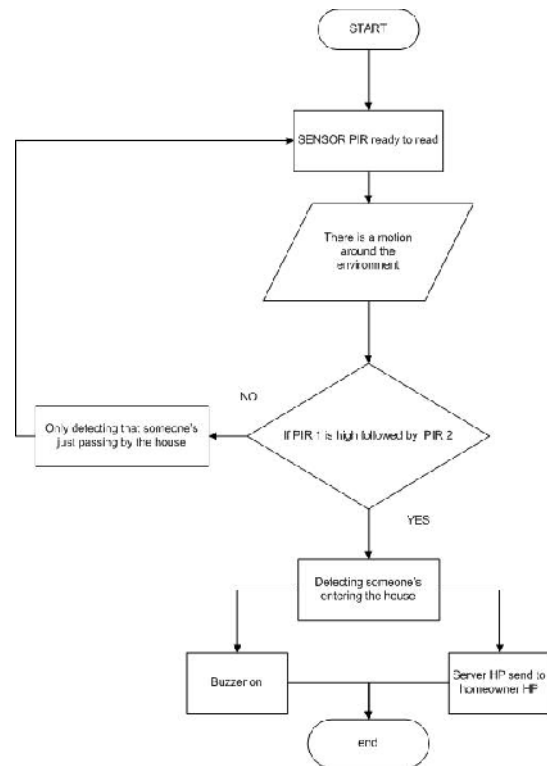 START
SENSOR PIR ready to read
There is a motion
around the
environment
NO
If PIR 1 is high followed by PIR 2
Only detecting that someone's
just passing by the house
YES
Detecting someone's
entering the house
Buzzer on
Server HP send to
homeowner HP
end